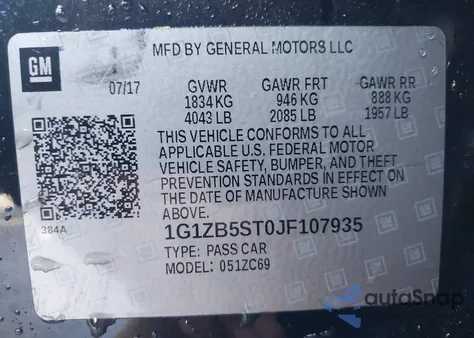 GM
MFD BY GENERAL MOTORS LLC
07/17 GVWR GAWR FRT GAWR RR
1834 KG 946 KG 888 KG
4043 LB 2085 LB 1957 LB
THIS VEHICLE CONFORMS TO ALL
APPLICABLE U.S. FEDERAL MOTOR
VEHICLE SAFETY, BUMPER, AND THEFT
PREVENTION STANDARDS IN EFFECT ON
THE DATE OF MANUFACTURE SHOWN
ABOVE.
384A
1G1ZB5ST0JF107935
TYPE: PASS CAR
MODEL: 051ZC69
autoSnap